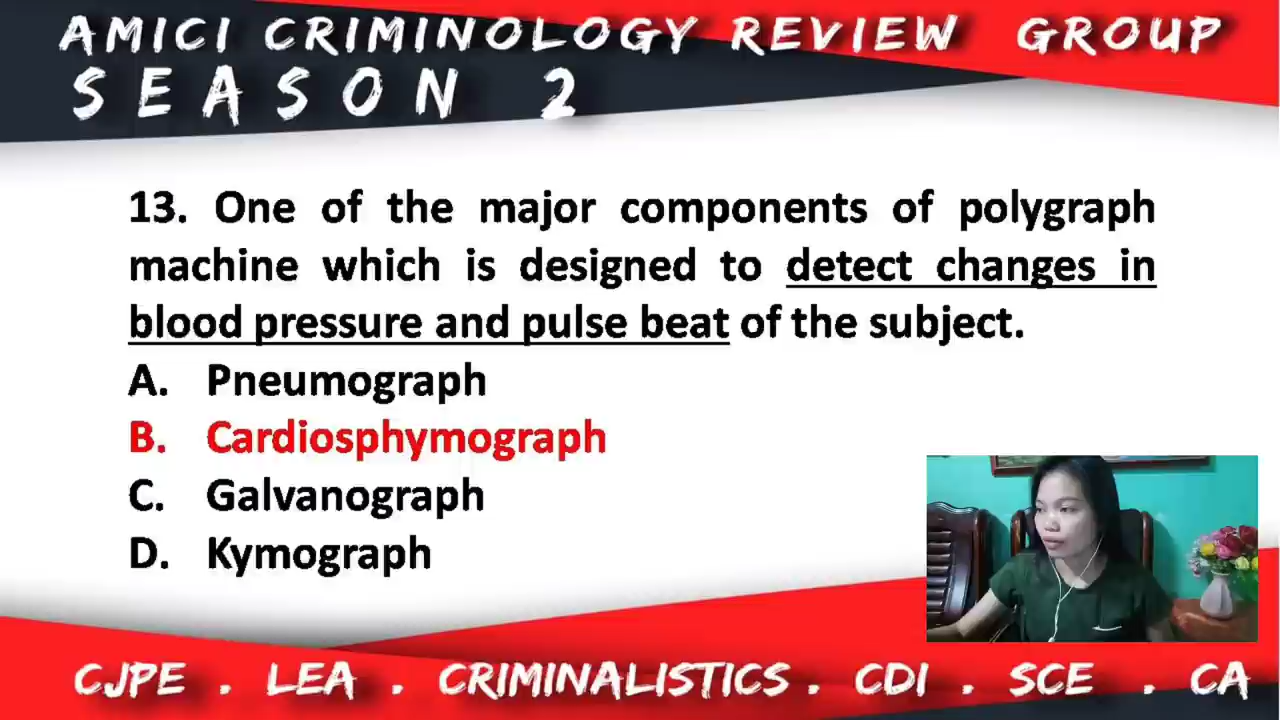 AMICI CRIMINOLOGY REVIEW GROUP
SEASON 2
13. One of the major components of polygraph
machine which is designed to detect changes in
blood pressure and pulse beat of the subject.
A. Pneumograph
B. Cardiosphymograph
C. Galvanograph
D. Kymograph
CJPE . LEA . CRIMINALISTICS . CDI . SCE . CA